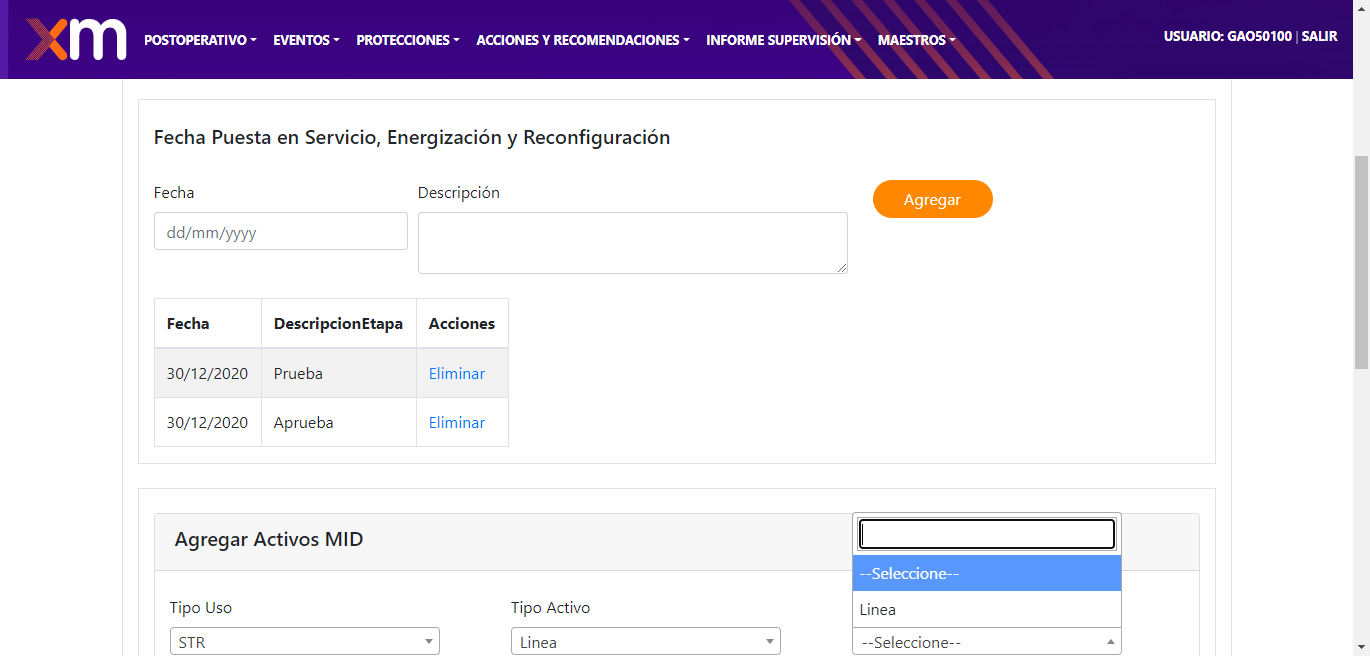 xm POSTOPERATIVO EVENTOS PROTECCIONES ACCIONES Y RECOMENDACIONES INFORME SUPERVISIÓN MAESTROS USUARIO: GAO50100 | SALIR
Fecha Puesta en Servicio, Energización y Reconfiguración
Fecha Descripción Agregar
dd/mm/yyyy
Fecha DescripcionEtapa Acciones
30/12/2020 Prueba Eliminar
30/12/2020 Aprueba Eliminar
Agregar Activos MID
--Seleccione--
Tipo Uso Tipo Activo Linea
STR Linea --Seleccione--